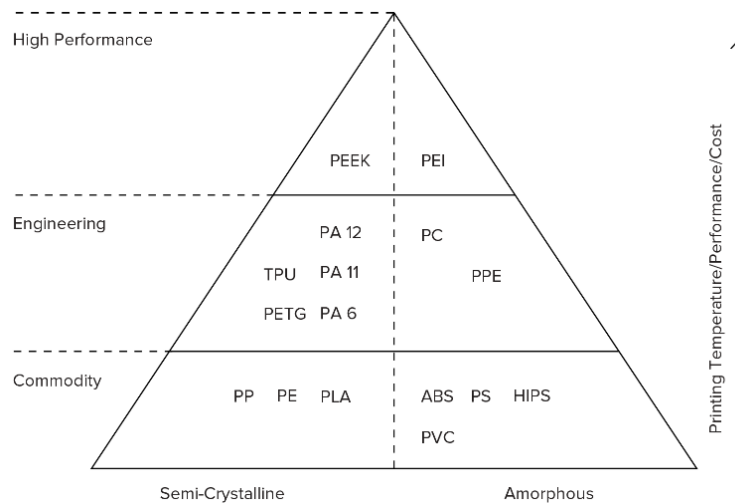 High Performance
PEEK PEI
Engineering
PA 12 PC
TPU PA 11 PPE
PETG PA 6
Commodity
PP PE PLA ABS PS HIPS
PVC
Semi-Crystalline Amorphous
Printing Temperature/Performance/Cost